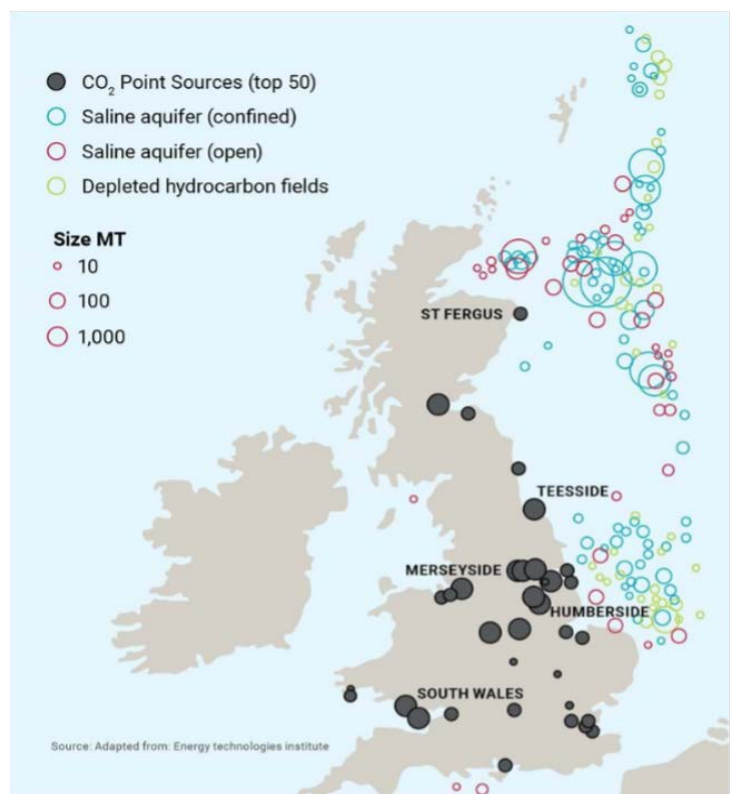 CO₂ Point Sources (top 50)
Saline aquifer (confined)
Saline aquifer (open)
Depleted hydrocarbon fields
Size MT
10
100
1,000
ST FERGUS
TEESSIDE
MERSEYSIDE
HUMBERSIDE
SOUTH WALES
Source: Adapted from: Energy technologies institute